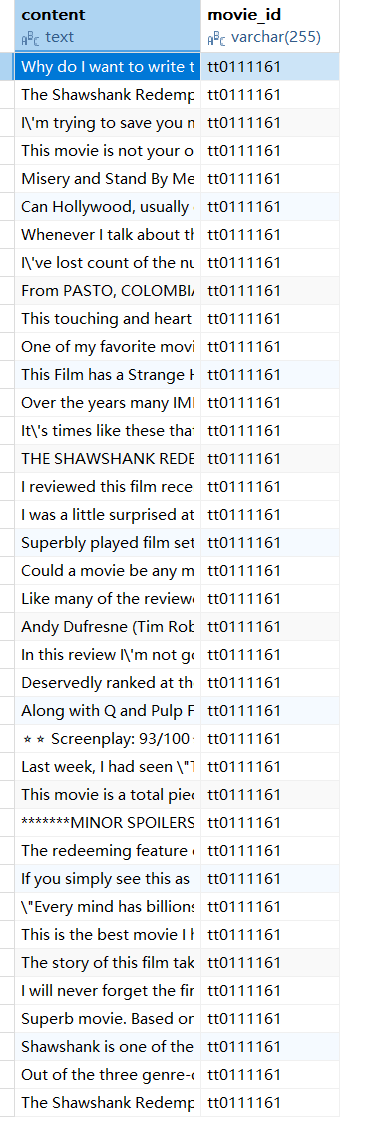 content movie_id
ABC text ABC varchar(255)
Why do I want to write t tt0111161
The Shawshank Redemp tt0111161
I\'m trying to save you m tt0111161
This movie is not your o tt0111161
Misery and Stand By Me tt0111161
Can Hollywood, usually tt0111161
Whenever I talk about th tt0111161
I\'ve lost count of the nu tt0111161
From PASTO, COLOMBIA tt0111161
This touching and heart tt0111161
One of my favorite movi tt0111161
This Film has a Strange H tt0111161
Over the years many IMI tt0111161
It\'s times like these tha tt0111161
THE SHAWSHANK REDE tt0111161
I reviewed this film rece tt0111161
I was a little surprised at tt0111161
Superbly played film set tt0111161
Could a movie be any m tt0111161
Like many of the review tt0111161
Andy Dufresne (Tim Rob tt0111161
In this review I\'m not go tt0111161
Deservedly ranked at th tt0111161
Along with Q and Pulp F tt0111161
⭐⭐ Screenplay: 93/100 tt0111161
Last week, I had seen \"T tt0111161
This movie is a total piec tt0111161
*******MINOR SPOILERS tt0111161
The redeeming feature tt0111161
If you simply see this as tt0111161
\"Every mind has billions tt0111161
This is the best movie I h tt0111161
The story of this film tak tt0111161
I will never forget the fir tt0111161
Superb movie. Based on tt0111161
Shawshank is one of the tt0111161
Out of the three genre-c tt0111161
The Shawshank Redemp tt0111161